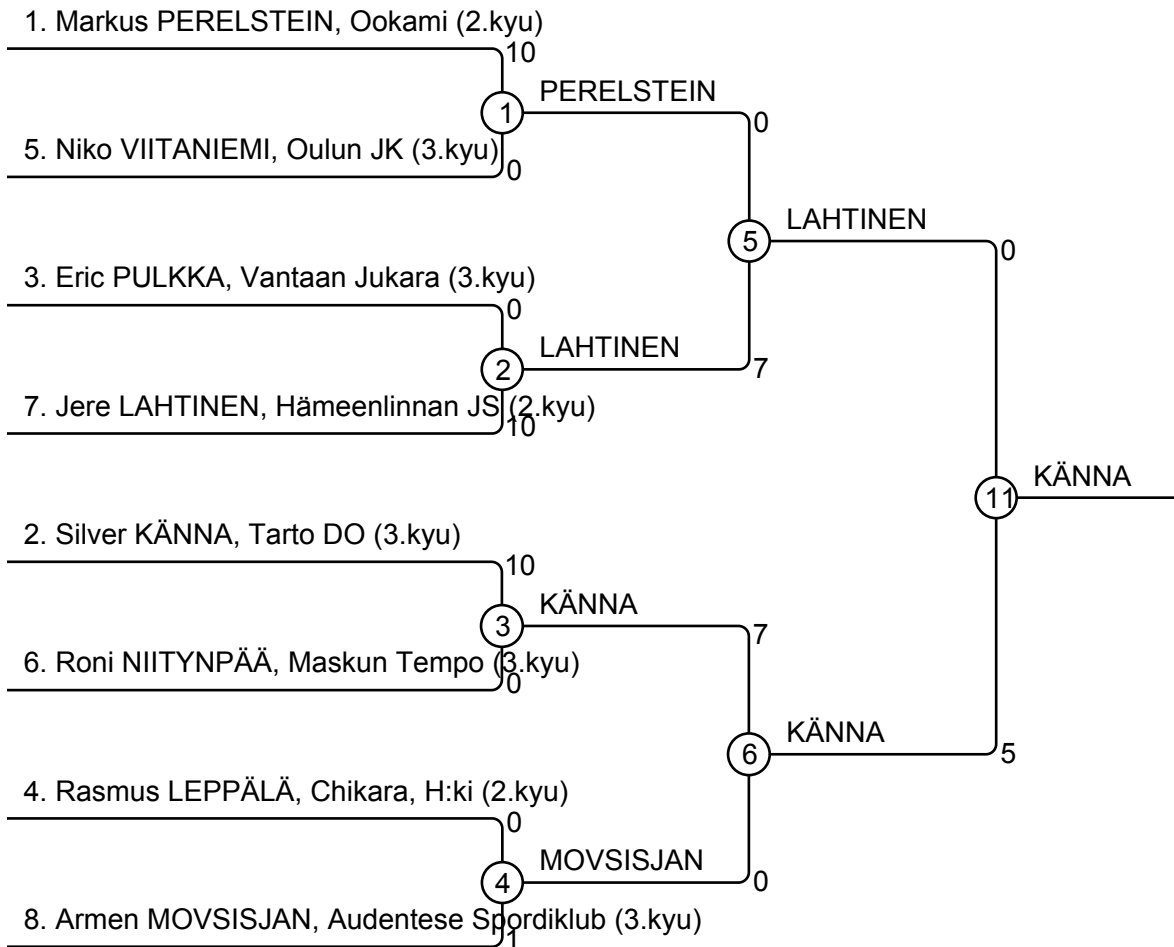 1. Markus PERELSTEIN, Ookami (2.kyu)
10
1
PERELSTEIN
0
5. Niko VIITANIEMI, Oulun JK (3.kyu)
0
5
LAHTINEN
0
3. Eric PULKKA, Vantaan Jukara (3.kyu)
0
2
LAHTINEN
7
7. Jere LAHTINEN, Hämeenlinnan JS (2.kyu)
10
11
KÄNNA
2. Silver KÄNNA, Tarto DO (3.kyu)
10
3
KÄNNA
7
6. Roni NIITYNPÄÄ, Maskun Tempo (3.kyu)
0
6
KÄNNA
5
4. Rasmus LEPPÄLÄ, Chikara, H:ki (2.kyu)
0
4
MOVSISJAN
0
8. Armen MOVSISJAN, Audentese Spordiklub (3.kyu)
1